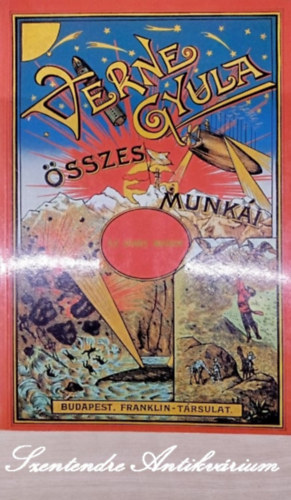 VERNE
GYULA
ÖSSZES
MUNKÁI
BUDAPEST, FRANKLIN-TÁRSULAT.
Szentendre Antikvárium